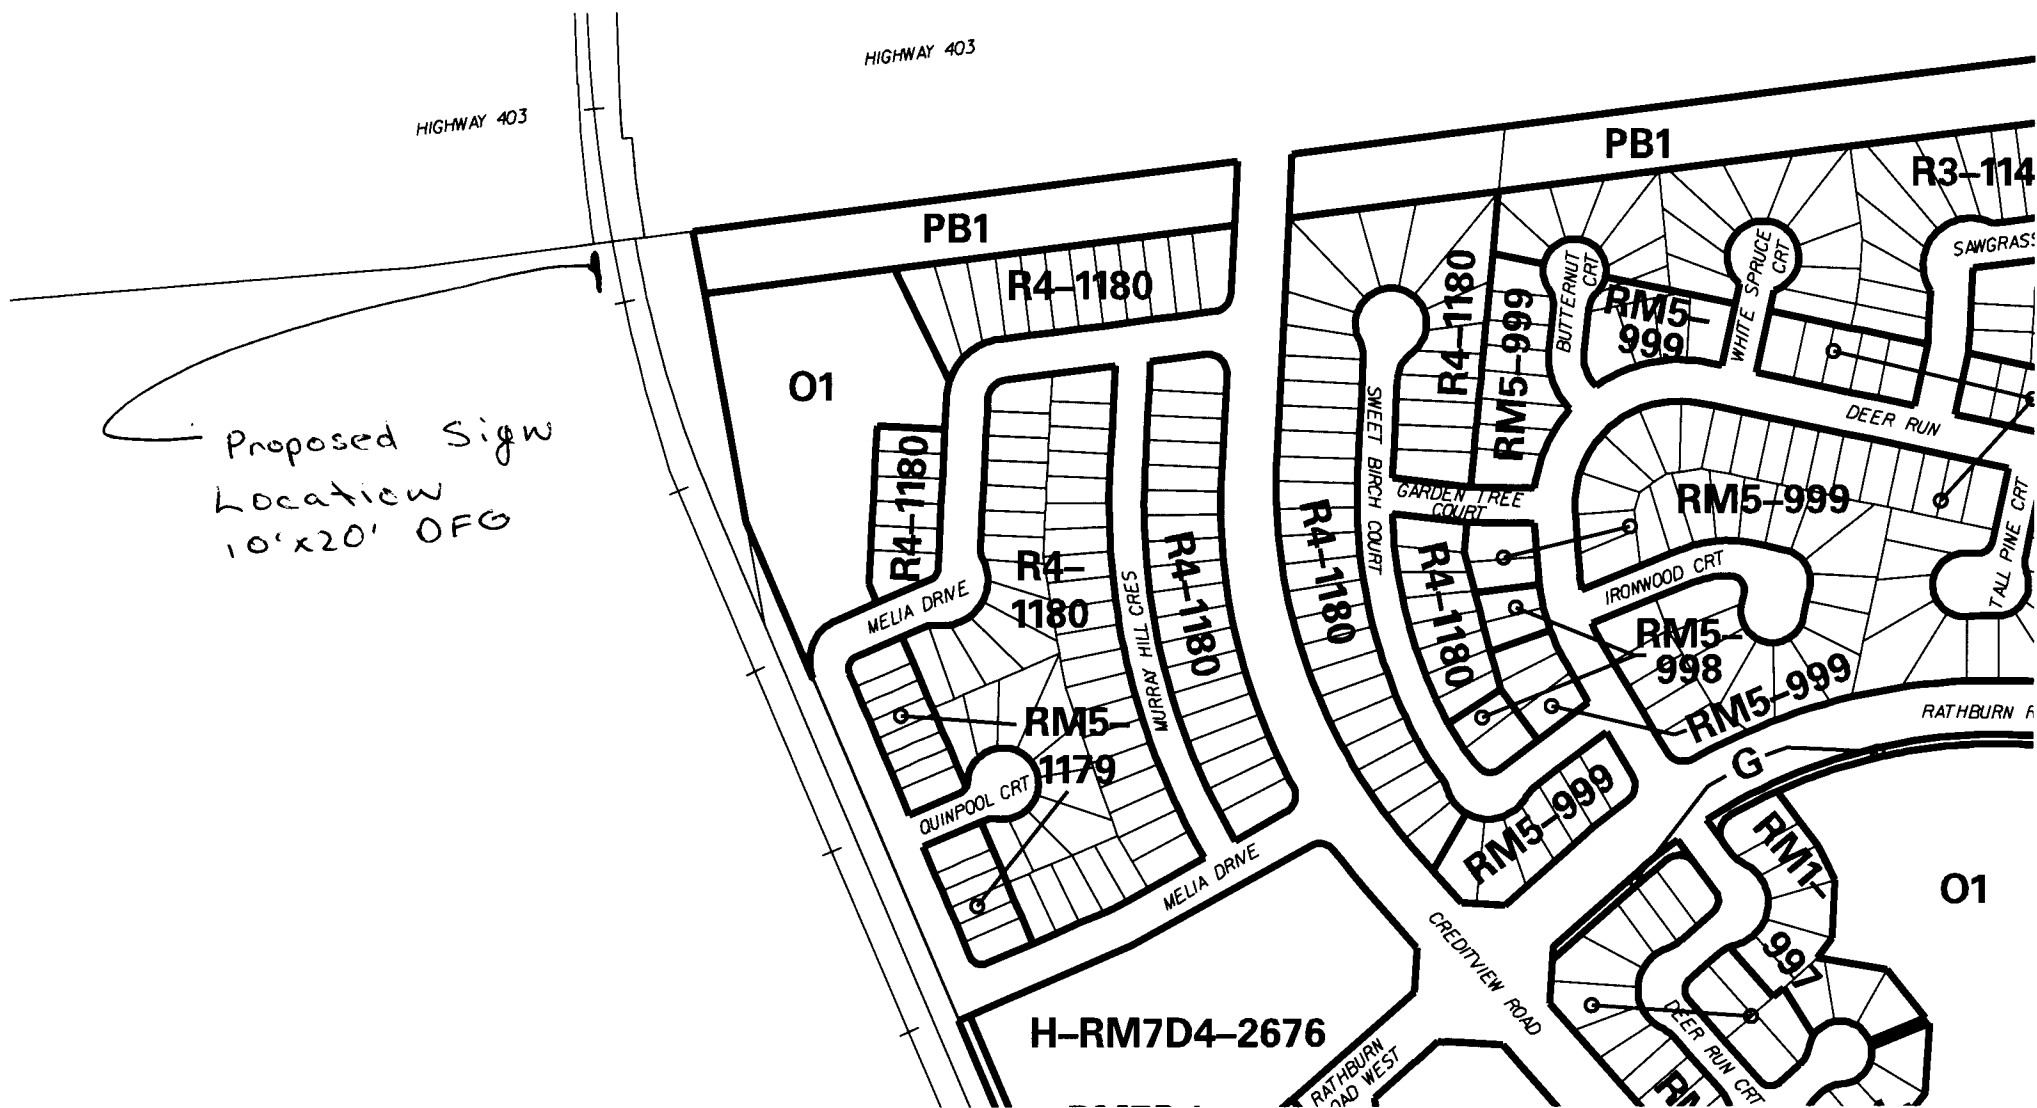 HIGHWAY 403
HIGHWAY 403
PB1
PB1
R3-114
R4-1180
SAWGRASS
BUTTERNUT
CRT
WHITE SPRUCE
CRT
R4-1180
RM5-999
RM5-
999
O1
DEER RUN
Proposed Sign
Location
10'x20' OFG
R4-1180
SWEET BIRCH COURT
GARDEN TREE
COURT
RM5-999
TALL PINE CRT
R4-
1180
R4-1180
R4-1180
R4-1180
IRONWOOD CRT
MELIA DRIVE
MURRAY HILL CRES
RM5-
998
RM5-999
RATHBURN R
RM5-
1179
G
QUINPOOL CRT
RM5-999
RM1-
997
O1
MELIA DRIVE
CREDITVIEW ROAD
H-RM7D4-2676
DEER RUN CRT
RATHBURN
OAD WEST